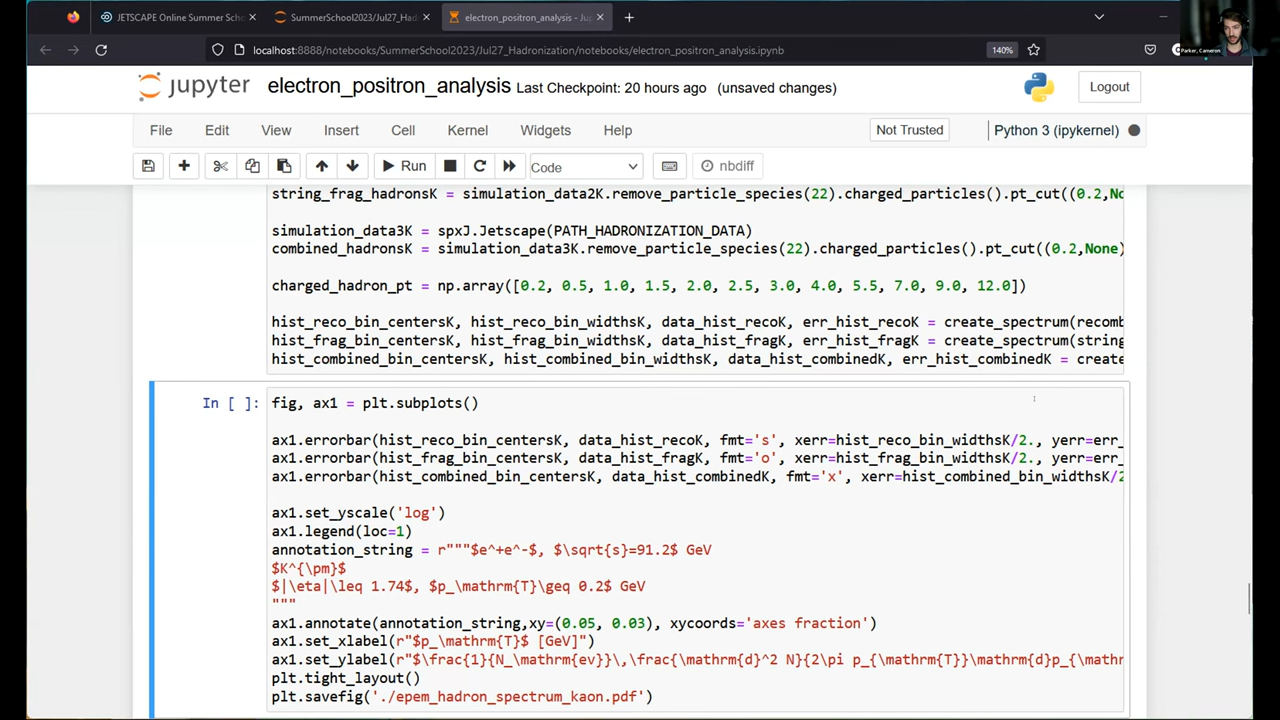 JETSCAPE Online Summer Sch
SummerSchool2023/Jul27_Had
electron_positron_analysis - Ju
localhost:8888/notebooks/SummerSchool2023/Jul27_Hadronization/notebooks/electron_positron_analysis.ipynb
140%
Parker, Cameron
jupyter
electron_positron_analysis Last Checkpoint: 20 hours ago (unsaved changes)
Logout
File Edit View Insert Cell Kernel Widgets Help
Not Trusted
Python 3 (ipykernel)
Run
Code
nbdiff
string_frag_hadronsK = simulation_data2K.remove_particle_species(22).charged_particles().pt_cut((0.2,No
simulation_data3K = spxJ.Jetscape(PATH_HADRONIZATION_DATA)
combined_hadronsK = simulation_data3K.remove_particle_species(22).charged_particles().pt_cut((0.2,None)
charged_hadron_pt = np.array([0.2, 0.5, 1.0, 1.5, 2.0, 2.5, 3.0, 4.0, 5.5, 7.0, 9.0, 12.0])
hist_reco_bin_centersK, hist_reco_bin_widthsK, data_hist_recoK, err_hist_recoK = create_spectrum(recomb
hist_frag_bin_centersK, hist_frag_bin_widthsK, data_hist_fragK, err_hist_fragK = create_spectrum(string
hist_combined_bin_centersK, hist_combined_bin_widthsK, data_hist_combinedK, err_hist_combinedK = create
In [ ]:
fig, ax1 = plt.subplots()
ax1.errorbar(hist_reco_bin_centersK, data_hist_recoK, fmt='s', xerr=hist_reco_bin_widthsK/2., yerr=err_
ax1.errorbar(hist_frag_bin_centersK, data_hist_fragK, fmt='o', xerr=hist_frag_bin_widthsK/2., yerr=err_
ax1.errorbar(hist_combined_bin_centersK, data_hist_combinedK, fmt='x', xerr=hist_combined_bin_widthsK/2
ax1.set_yscale('log')
ax1.legend(loc=1)
annotation_string = r"""$e^+e^-$, $\sqrt{s}=91.2$ GeV
$K^{\pm}$
$|\eta|\leq 1.74$, $p_\mathrm{T}\geq 0.2$ GeV
"""
ax1.annotate(annotation_string,xy=(0.05, 0.03), xycoords='axes fraction')
ax1.set_xlabel(r"$p_\mathrm{T}$ [GeV]")
ax1.set_ylabel(r"$\frac{1}{N_\mathrm{ev}}\,\frac{\mathrm{d}^2 N}{2\pi p_{\mathrm{T}}\mathrm{d}p_{\mathr
plt.tight_layout()
plt.savefig('./epem_hadron_spectrum_kaon.pdf')